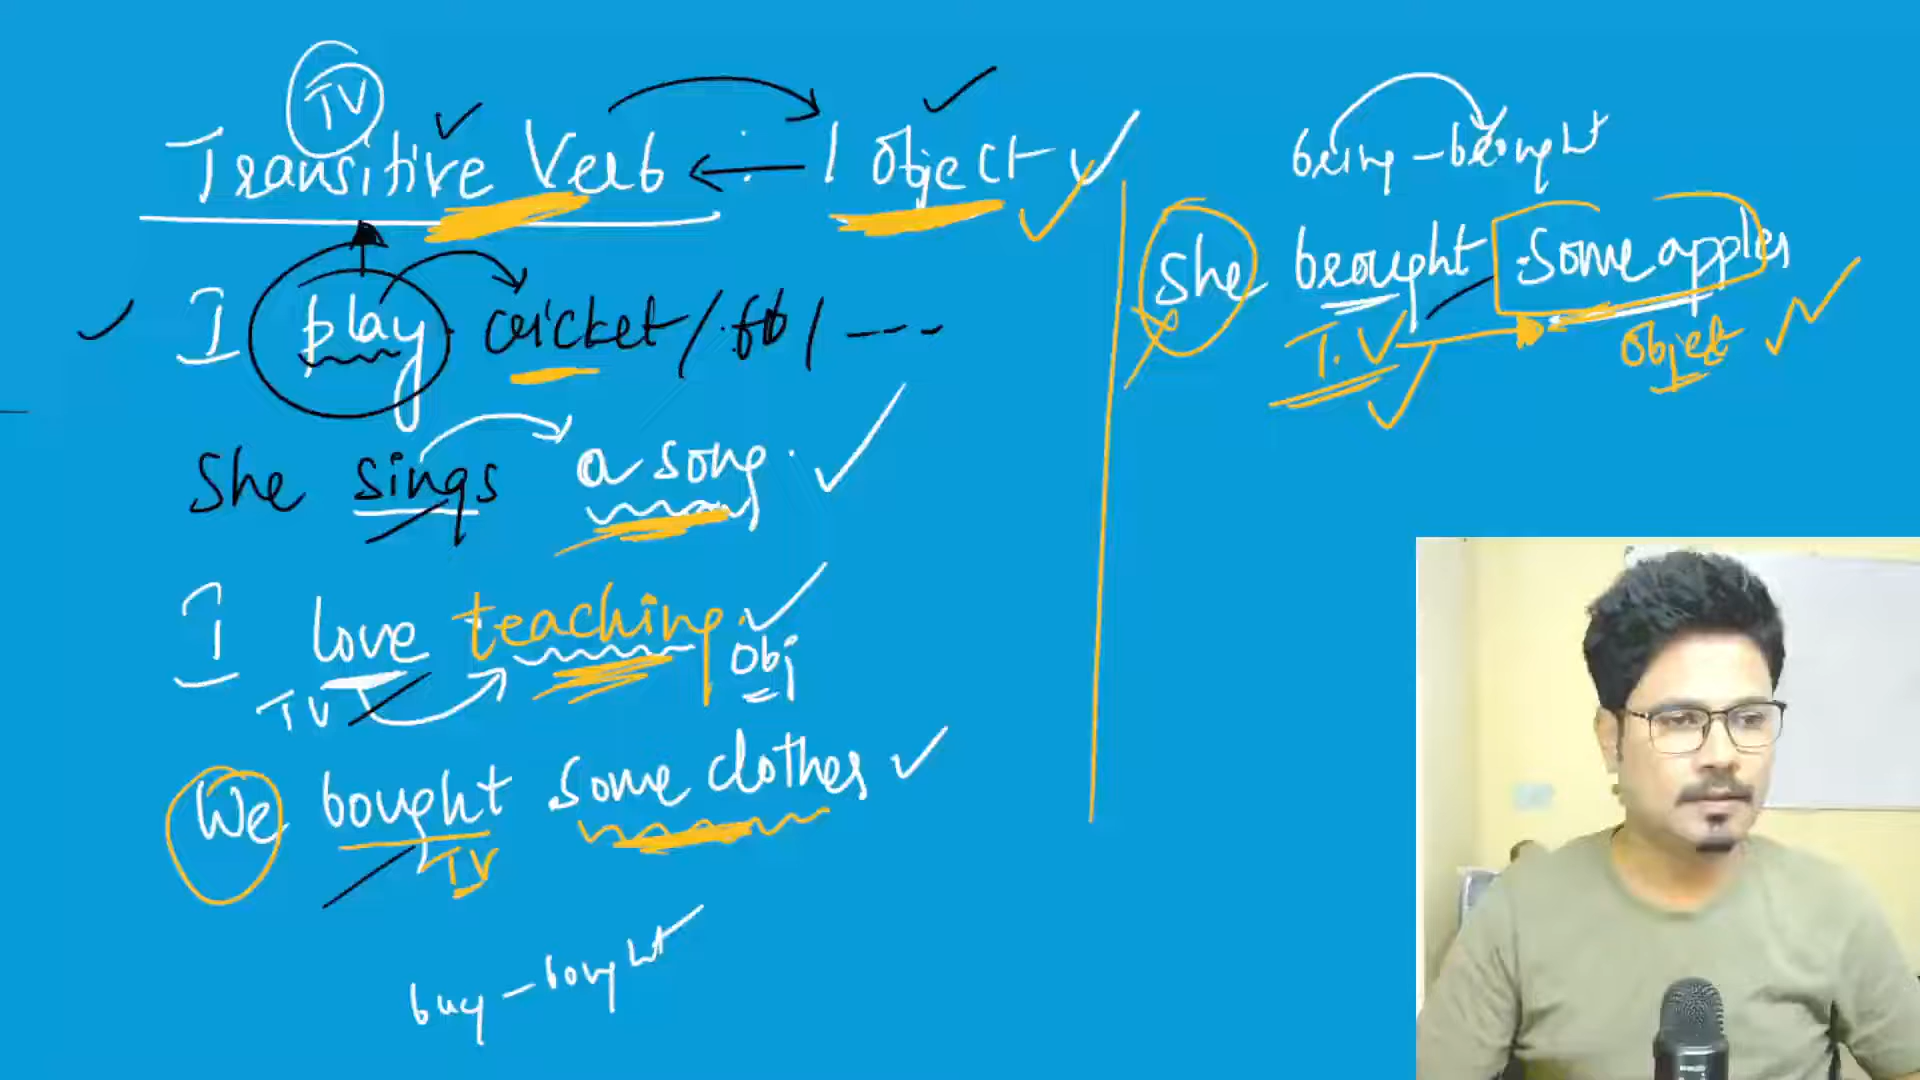 TV
Transitive Verb : 1 Object
I play cricket / fb / ---
She sings a song.
I love teaching.
TV obj
We bought some clothes
TV
buy - bought
bring - brought
She brought some apples
T.V Object